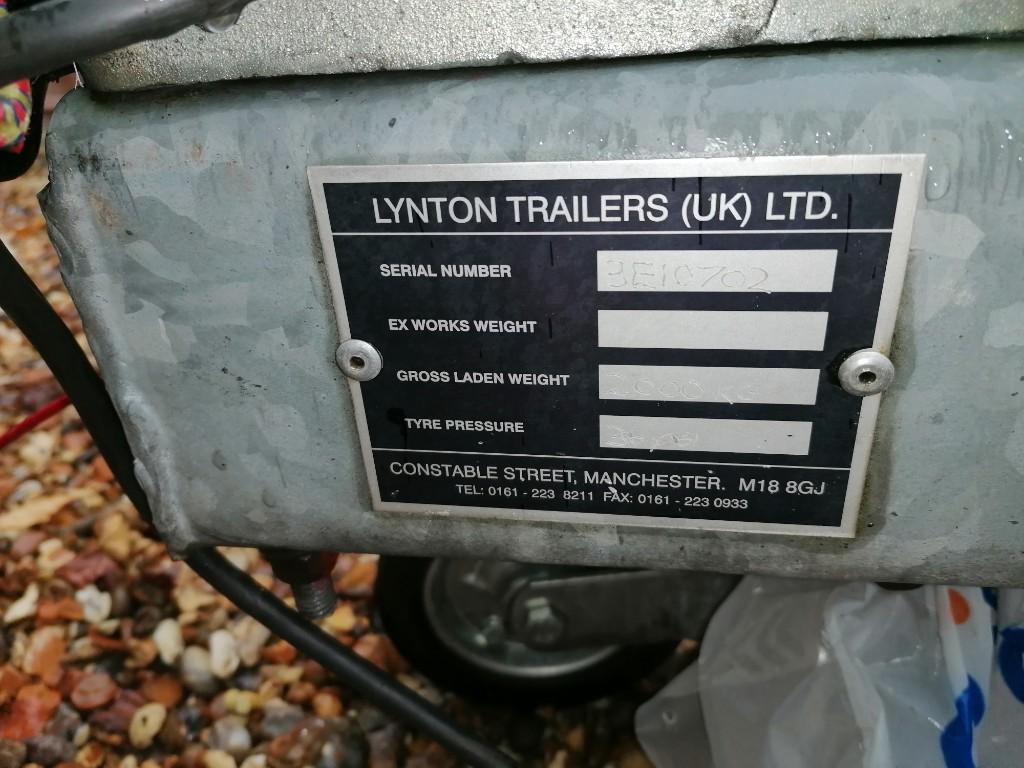 LYNTON TRAILERS (UK) LTD.
SERIAL NUMBER 3E10702
EX WORKS WEIGHT
GROSS LADEN WEIGHT
TYRE PRESSURE
CONSTABLE STREET, MANCHESTER. M18 8GJ
TEL: 0161 - 223 8211 FAX: 0161 - 223 0933